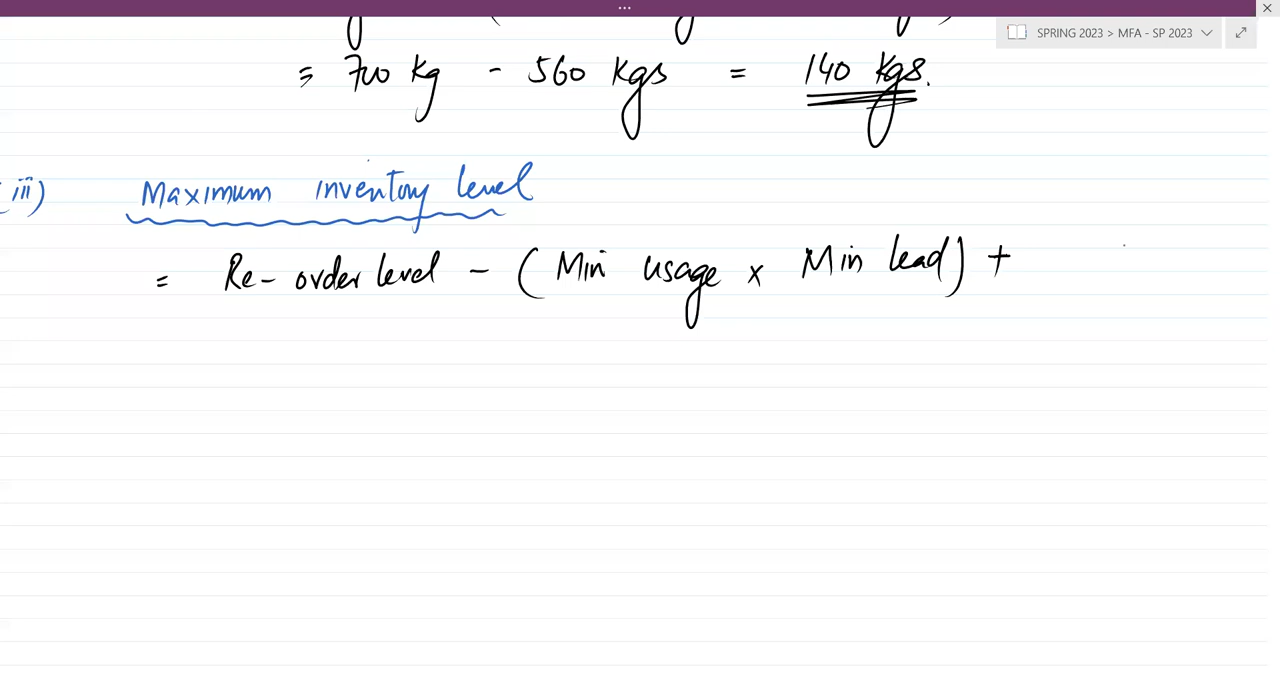 SPRING 2023 > MFA - SP 2023
= 700 kg - 560 kgs = 140 kgs.
iii) Maximum inventory level
= Re-order level - (Min usage x Min lead) +